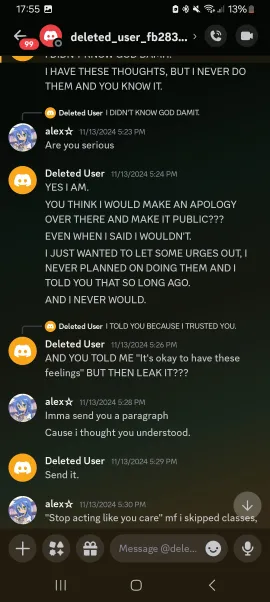 17:55
13%
99
deleted_user_fb283...
I DIDN'T KNOW GOD DAMN.
I HAVE THESE THOUGHTS, BUT I NEVER DO
THEM AND YOU KNOW IT.
Deleted User I DIDN'T KNOW GOD DAMIT.
alex☆ 11/13/2024 5:23 PM
Are you serious
Deleted User 11/13/2024 5:24 PM
YES I AM.
YOU THINK I WOULD MAKE AN APOLOGY
OVER THERE AND MAKE IT PUBLIC???
EVEN WHEN I SAID I WOULDN'T.
I JUST WANTED TO LET SOME URGES OUT, I
NEVER PLANNED ON DOING THEM AND I
TOLD YOU THAT SO LONG AGO.
AND I NEVER WOULD.
Deleted User I TOLD YOU BECAUSE I TRUSTED YOU.
Deleted User 11/13/2024 5:26 PM
AND YOU TOLD ME "It's okay to have these
feelings" BUT THEN LEAK IT???
alex☆ 11/13/2024 5:28 PM
Imma send you a paragraph
Cause i thought you understood.
Deleted User 11/13/2024 5:29 PM
Send it.
alex☆ 11/13/2024 5:30 PM
"Stop acting like you care" mf i skipped classes,
Message @dele...